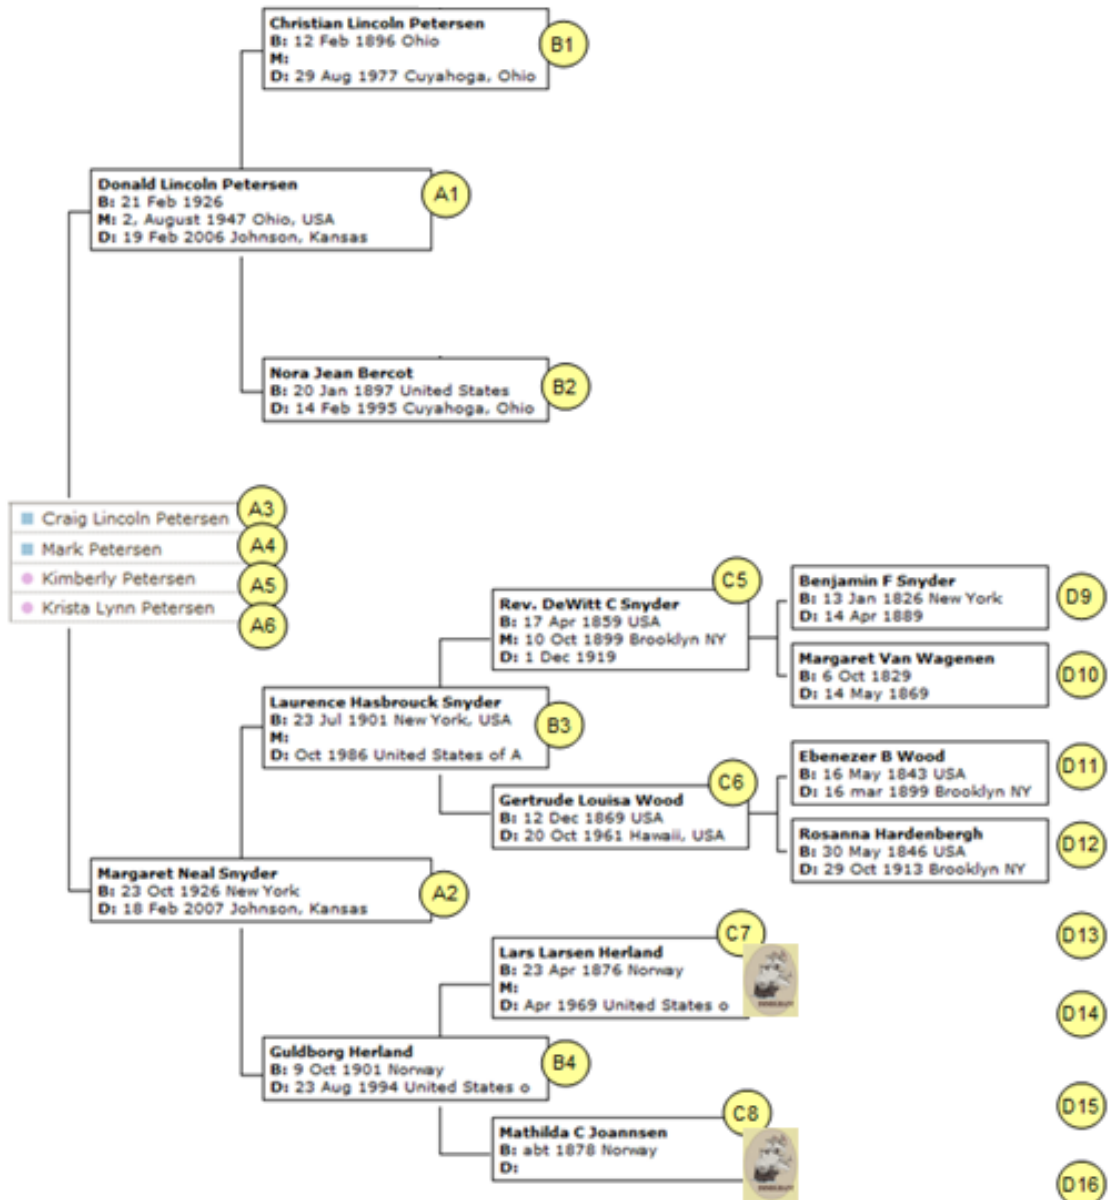 Christian Lincoln Petersen
B: 12 Feb 1896 Ohio
M:
D: 29 Aug 1977 Cuyahoga, Ohio
B1
Donald Lincoln Petersen
B: 21 Feb 1926
M: 2, August 1947 Ohio, USA
D: 19 Feb 2006 Johnson, Kansas
A1
Nora Jean Bercot
B: 20 Jan 1897 United States
D: 14 Feb 1995 Cuyahoga, Ohio
B2
Craig Lincoln Petersen
A3
Mark Petersen
A4
Kimberly Petersen
A5
Krista Lynn Petersen
A6
Rev. DeWitt C Snyder
B: 17 Apr 1859 USA
M: 10 Oct 1899 Brooklyn NY
D: 1 Dec 1919
C5
Benjamin F Snyder
B: 13 Jan 1826 New York
D: 14 Apr 1889
D9
Margaret Van Wagenen
B: 6 Oct 1829
D: 14 May 1869
D10
Laurence Hasbrouck Snyder
B: 23 Jul 1901 New York, USA
M:
D: Oct 1986 United States of A
B3
Ebenezer B Wood
B: 16 May 1843 USA
D: 16 mar 1899 Brooklyn NY
D11
Gertrude Louisa Wood
B: 12 Dec 1869 USA
D: 20 Oct 1961 Hawaii, USA
C6
Rosanna Hardenbergh
B: 30 May 1846 USA
D: 29 Oct 1913 Brooklyn NY
D12
Margaret Neal Snyder
B: 23 Oct 1926 New York
D: 18 Feb 2007 Johnson, Kansas
A2
Lars Larsen Herland
B: 23 Apr 1876 Norway
M:
D: Apr 1969 United States o
C7
D13
D14
Guldborg Herland
B: 9 Oct 1901 Norway
D: 23 Aug 1994 United States o
B4
Mathilda C Joannsen
B: abt 1878 Norway
D:
C8
D15
D16